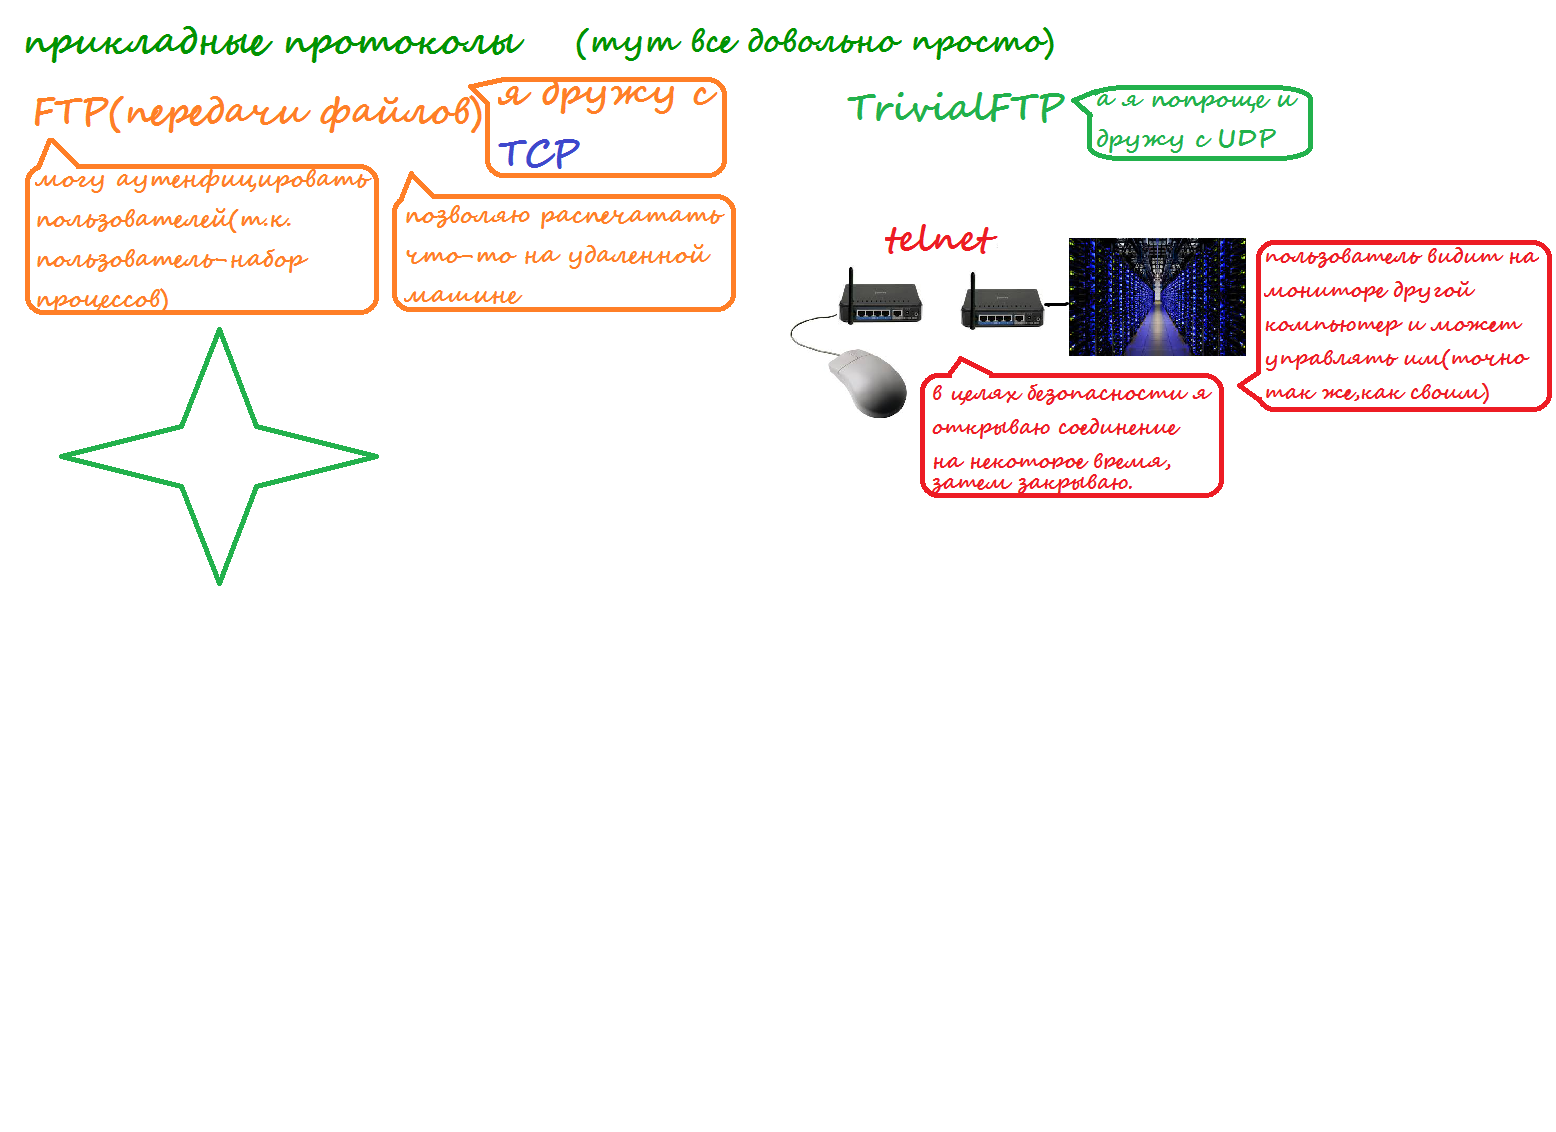 прикладные протоколы (тут все довольно просто)
FTP(передачи файлов)
я дружу с
TCP
могу аутенфицировать
пользователей(т.к.
пользователь-набор
процессов)
позволяю распечатать
что-то на удаленной
машине
TrivialFTP
а я попроще и
дружу с UDP
telnet
пользователь видит на
мониторе другой
компьютер и может
управлять им(точно
так же,как своим)
в целях безопасности я
открываю соединение
на некоторое время,
затем закрываю.